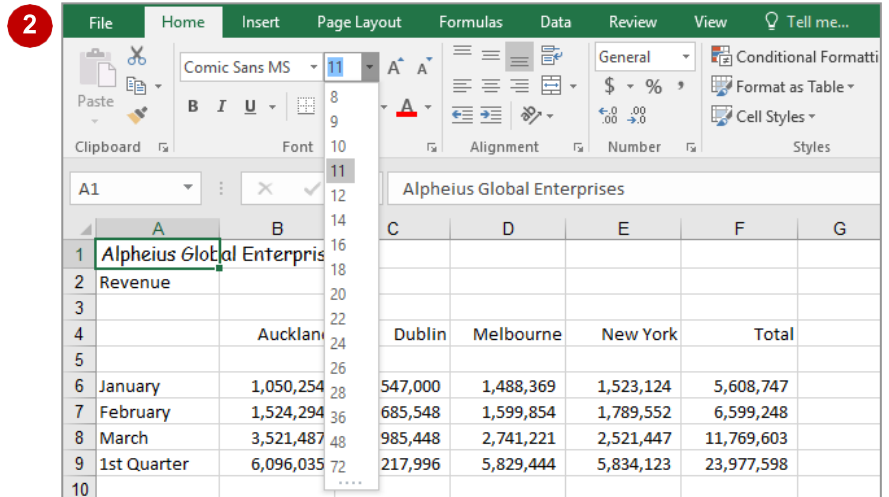 2
File Home Insert Page Layout Formulas Data Review View Tell me...
Comic Sans MS 11 A A General Conditional Formatti
Paste B I U A $ % , Format as Table
.0 .00 .00 .0 Cell Styles
Clipboard Font Alignment Number Styles
8
9
10
11
12
14
16
18
20
22
24
26
28
36
48
72
A1 Alpheius Global Enterprises
A B C D E F G
1 Alpheius Global Enterpris
2 Revenue
3
4 Auckland Dublin Melbourne New York Total
5
6 January 1,050,254 547,000 1,488,369 1,523,124 5,608,747
7 February 1,524,294 685,548 1,599,854 1,789,552 6,599,248
8 March 3,521,487 985,448 2,741,221 2,521,447 11,769,603
9 1st Quarter 6,096,035 217,996 5,829,444 5,834,123 23,977,598
10